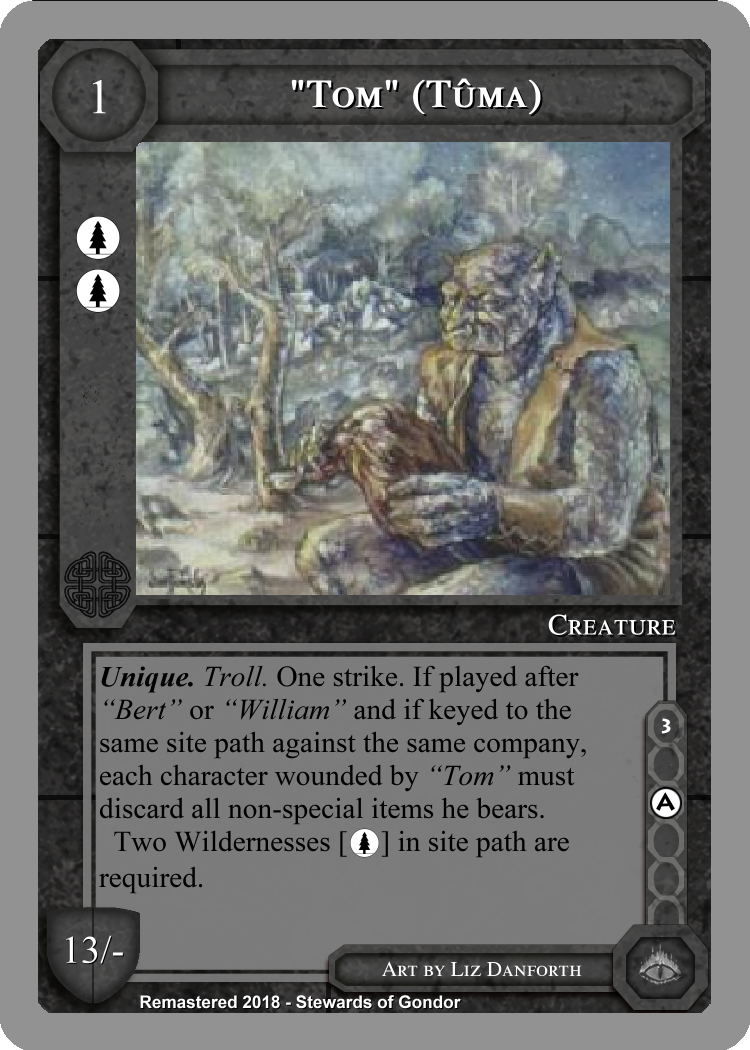 1
"Tom" (Tûma)
Creature
Unique. Troll. One strike. If played after
“Bert” or “William” and if keyed to the
same site path against the same company,
each character wounded by “Tom” must
discard all non-special items he bears.
Two Wildernesses [ ] in site path are
required.
3
A
13/-
Art by Liz Danforth
Remastered 2018 - Stewards of Gondor